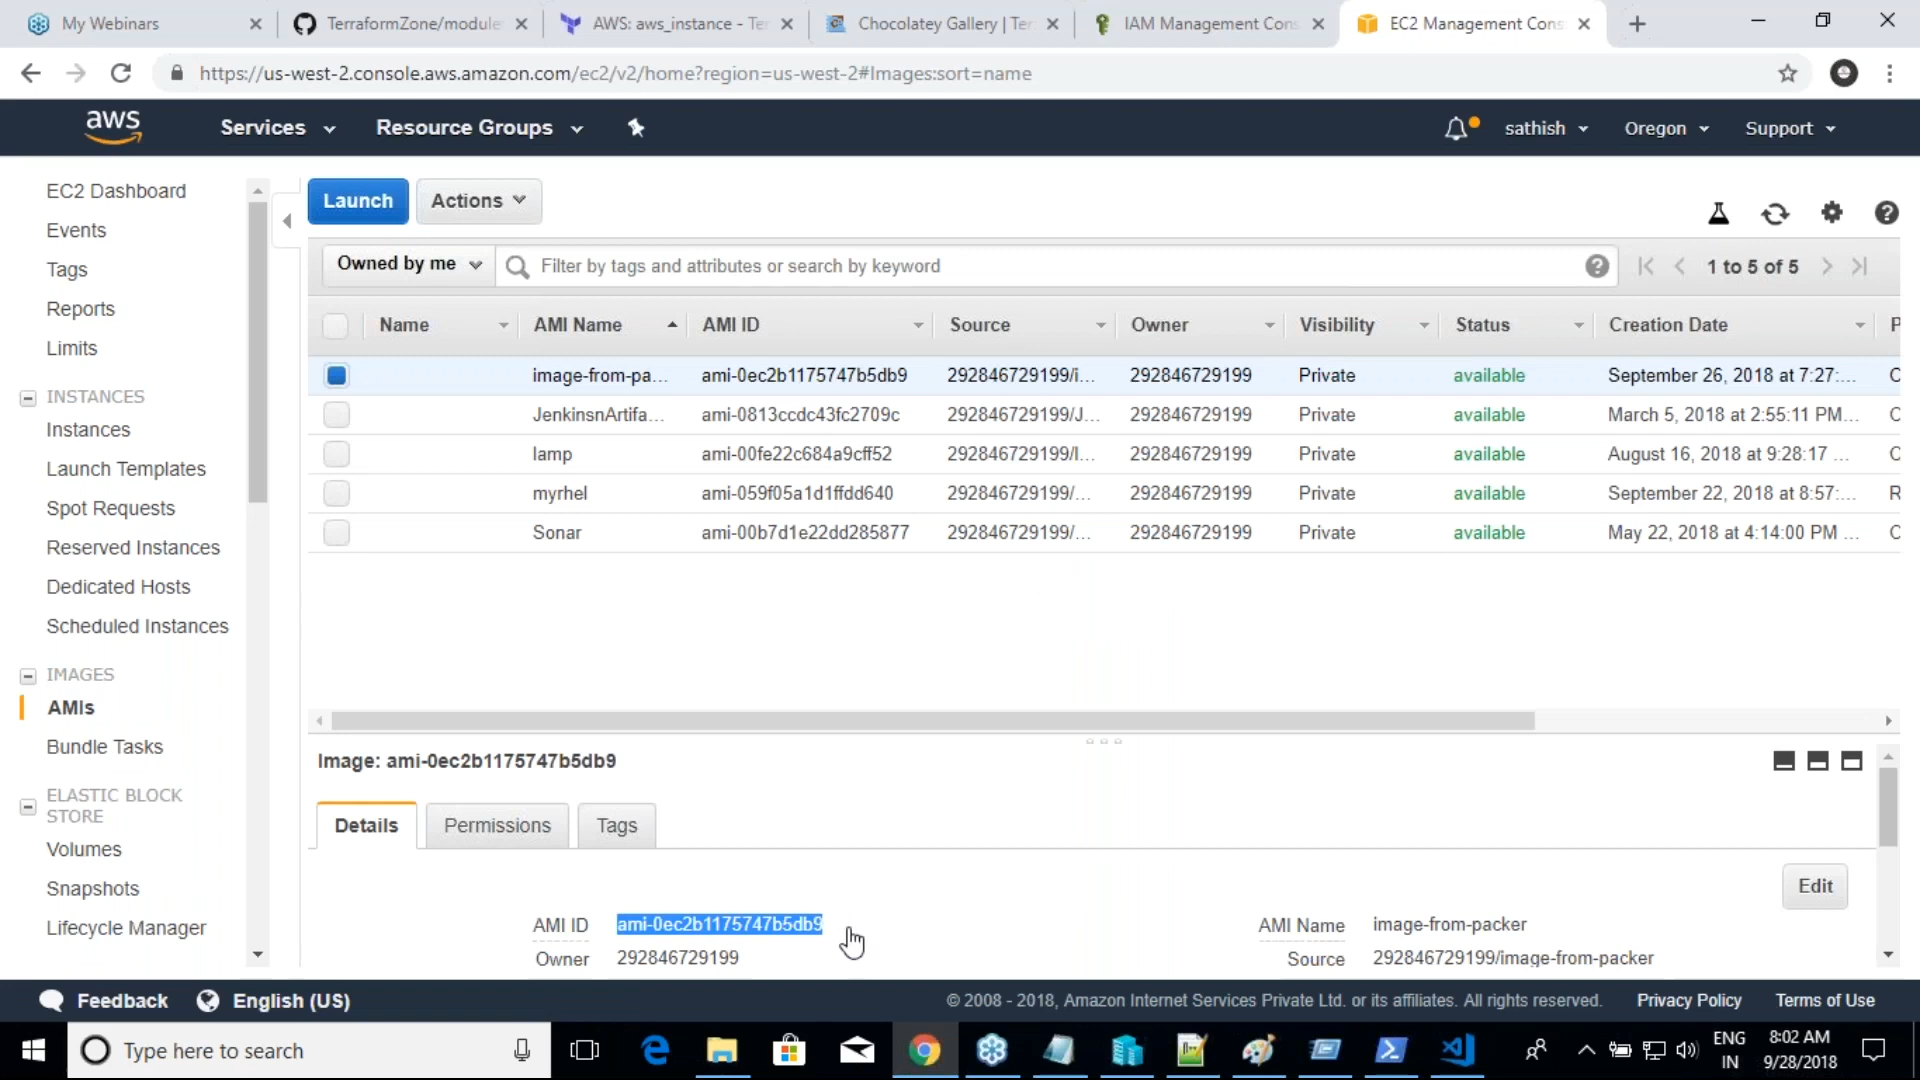 My Webinars
TerraformZone/module
AWS: aws_instance - Te
Chocolatey Gallery | Te
IAM Management Cons
EC2 Management Cons
https://us-west-2.console.aws.amazon.com/ec2/v2/home?region=us-west-2#Images:sort=name
aws
Services
Resource Groups
sathish
Oregon
Support
EC2 Dashboard
Events
Tags
Reports
Limits
INSTANCES
Instances
Launch Templates
Spot Requests
Reserved Instances
Dedicated Hosts
Scheduled Instances
IMAGES
AMIs
Bundle Tasks
ELASTIC BLOCK
STORE
Volumes
Snapshots
Lifecycle Manager
Launch
Actions
Owned by me
Filter by tags and attributes or search by keyword
1 to 5 of 5
Name AMI Name AMI ID Source Owner Visibility Status Creation Date P
image-from-pa... ami-0ec2b1175747b5db9 292846729199/i... 292846729199 Private available September 26, 2018 at 7:27:...
JenkinsnArtifa... ami-0813ccdc43fc2709c 292846729199/J... 292846729199 Private available March 5, 2018 at 2:55:11 PM...
lamp ami-00fe22c684a9cff52 292846729199/l... 292846729199 Private available August 16, 2018 at 9:28:17 ...
myrhel ami-059f05a1d1ffdd640 292846729199/... 292846729199 Private available September 22, 2018 at 8:57:... R
Sonar ami-00b7d1e22dd285877 292846729199/... 292846729199 Private available May 22, 2018 at 4:14:00 PM ...
Image: ami-0ec2b1175747b5db9
Details
Permissions
Tags
Edit
AMI ID ami-0ec2b1175747b5db9
AMI Name image-from-packer
Owner 292846729199
Source 292846729199/image-from-packer
Feedback
English (US)
© 2008 - 2018, Amazon Internet Services Private Ltd. or its affiliates. All rights reserved.
Privacy Policy
Terms of Use
Type here to search
ENG
IN
8:02 AM
9/28/2018